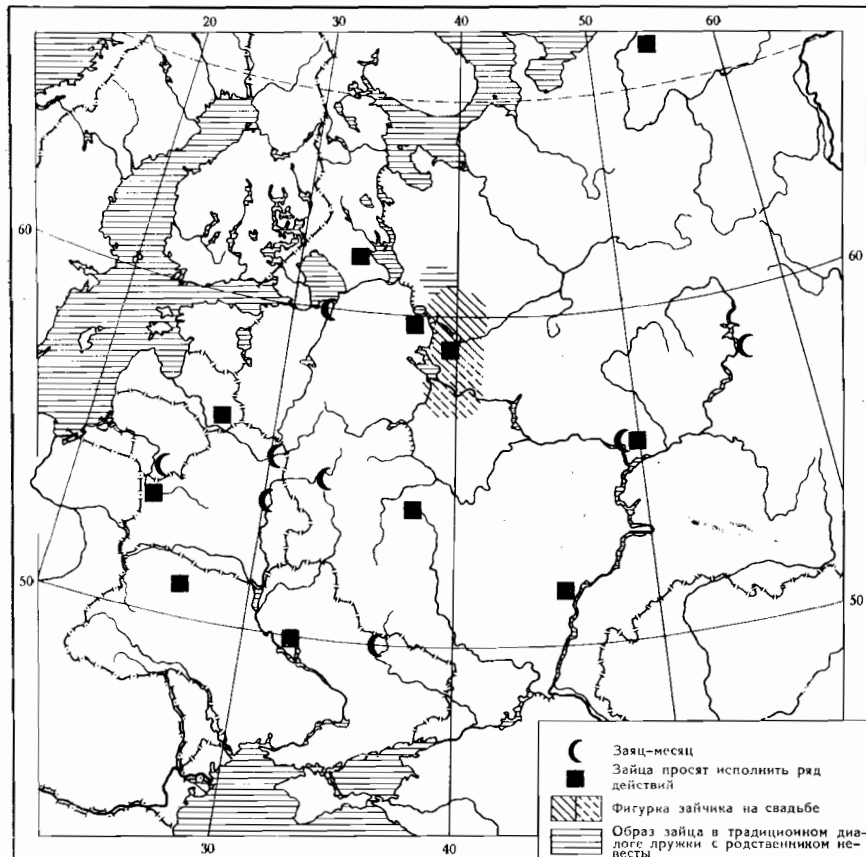 20 30 40 50 60
60 60
50 50
Заяц-месяц
Зайца просят исполнить ряд
действий
Фигурка зайчика на свадьбе
Образ зайца в традиционном диа-
логе дружки с родственником не-
весты
30 40